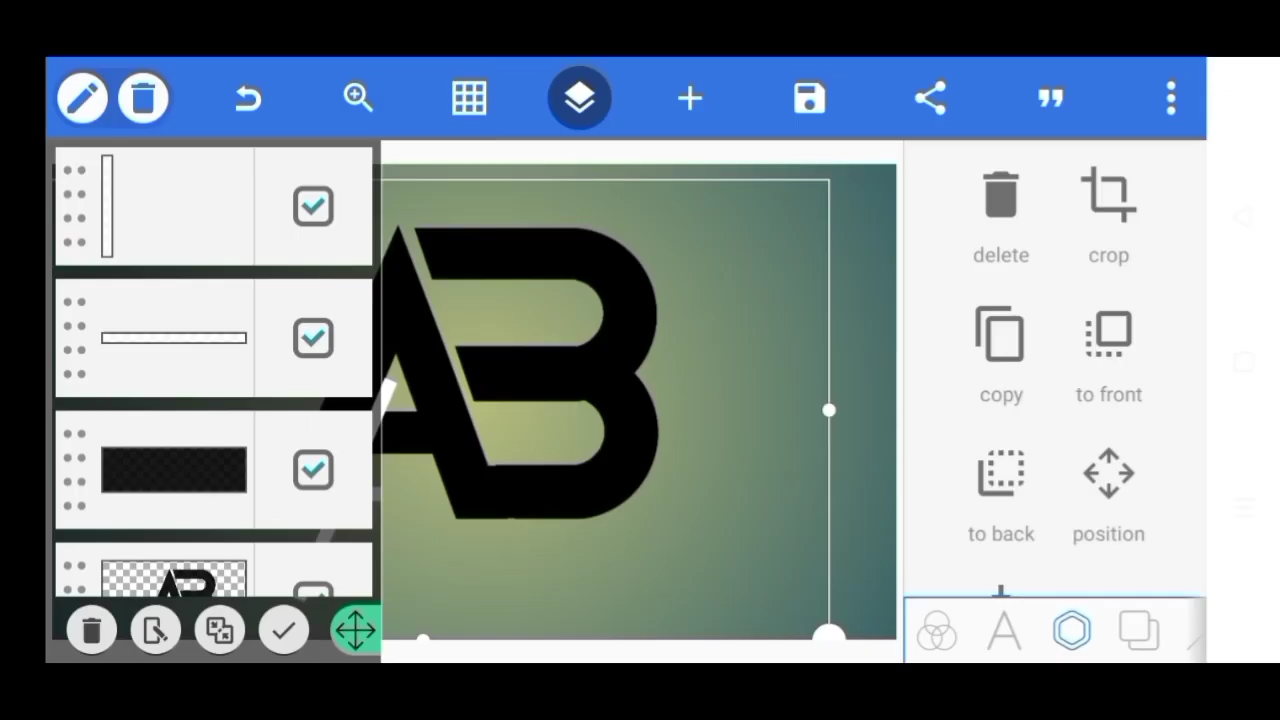 AB
delete
crop
copy
to front
to back
position